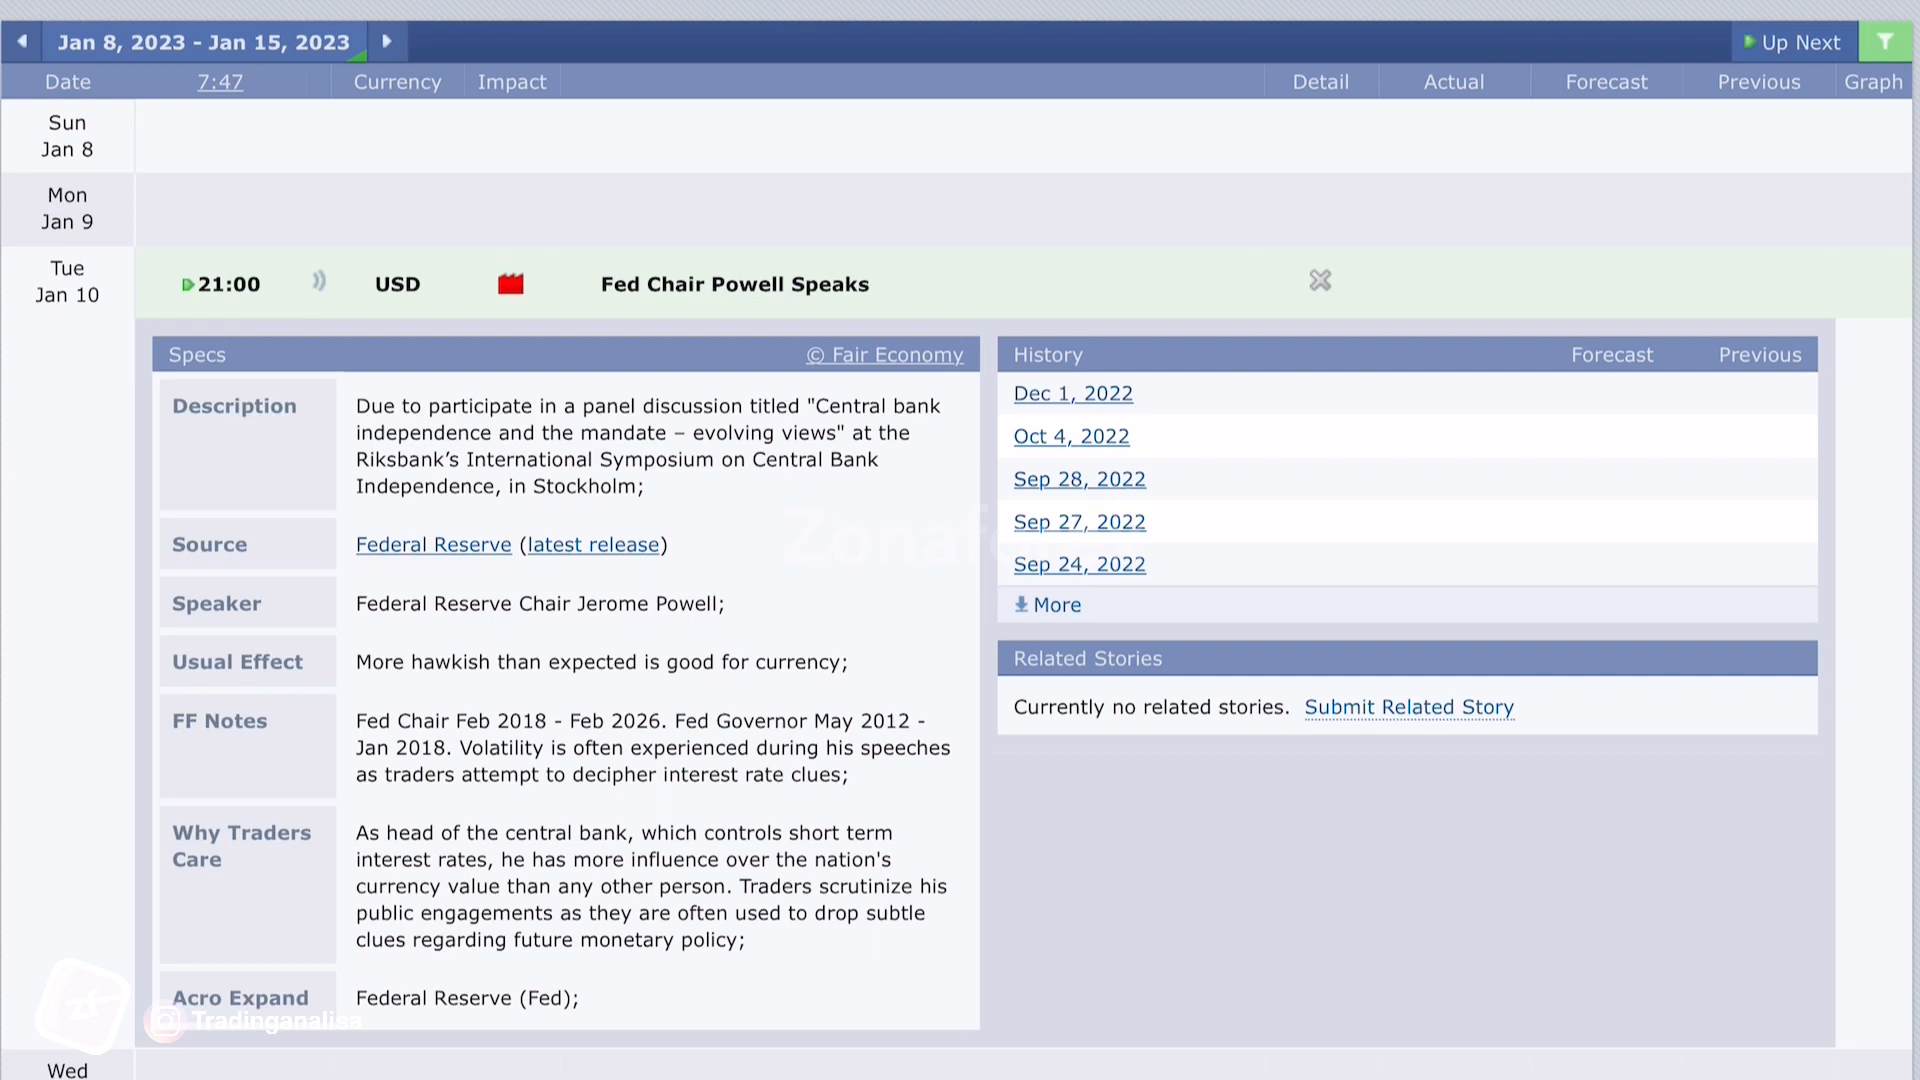 Jan 8, 2023 - Jan 15, 2023
Up Next
Date 7:47 Currency Impact Detail Actual Forecast Previous Graph
Sun
Jan 8
Mon
Jan 9
Tue
Jan 10
21:00 USD Fed Chair Powell Speaks
Specs © Fair Economy
Description
Due to participate in a panel discussion titled "Central bank
independence and the mandate – evolving views" at the
Riksbank’s International Symposium on Central Bank
Independence, in Stockholm;
Source
Federal Reserve (latest release)
Speaker
Federal Reserve Chair Jerome Powell;
Usual Effect
More hawkish than expected is good for currency;
FF Notes
Fed Chair Feb 2018 - Feb 2026. Fed Governor May 2012 -
Jan 2018. Volatility is often experienced during his speeches
as traders attempt to decipher interest rate clues;
Why Traders
Care
As head of the central bank, which controls short term
interest rates, he has more influence over the nation's
currency value than any other person. Traders scrutinize his
public engagements as they are often used to drop subtle
clues regarding future monetary policy;
Acro Expand
Federal Reserve (Fed);
History Forecast Previous
Dec 1, 2022
Oct 4, 2022
Sep 28, 2022
Sep 27, 2022
Sep 24, 2022
More
Related Stories
Currently no related stories. Submit Related Story
zf
Tradinganalisa
Wed